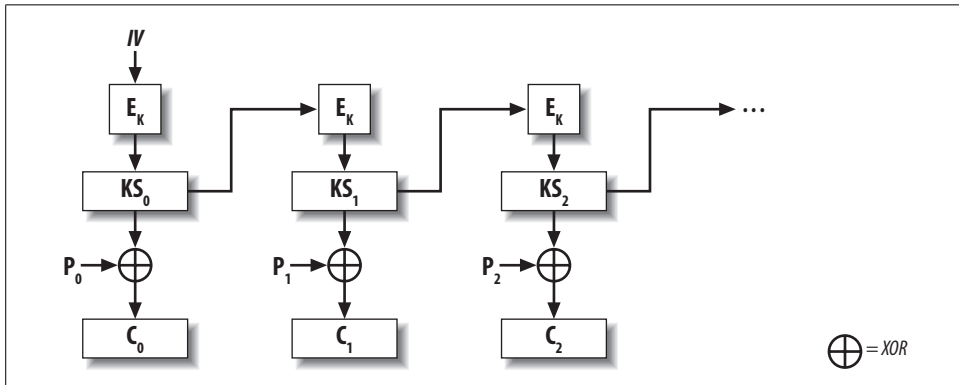 IV
E_K E_K E_K ...
KS_0 KS_1 KS_2
P_0 P_1 P_2
C_0 C_1 C_2
= XOR